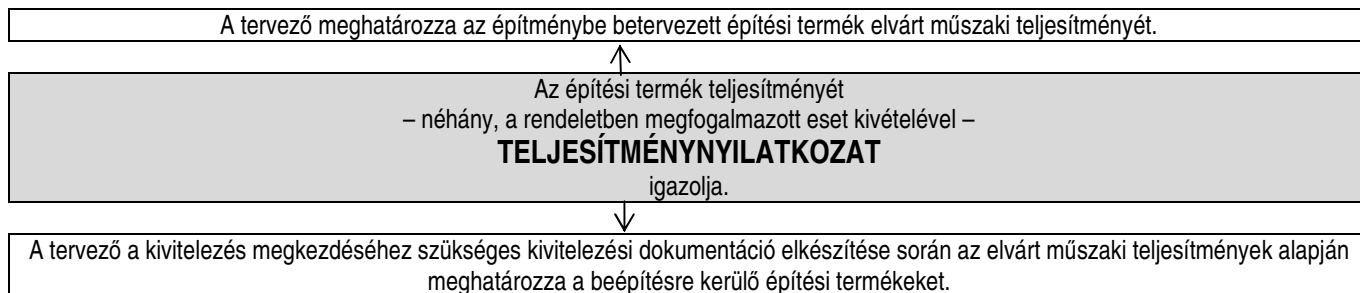 A tervező meghatározza az építménybe betervezett építési termék elvárt műszaki teljesítményét.
Az építési termék teljesítményét
– néhány, a rendeletben megfogalmazott eset kivételével –
TELJESÍTMÉNYNYILATKOZAT
igazolja.
A tervező a kivitelezés megkezdéséhez szükséges kivitelezési dokumentáció elkészítése során az elvárt műszaki teljesítmények alapján
meghatározza a beépítésre kerülő építési termékeket.